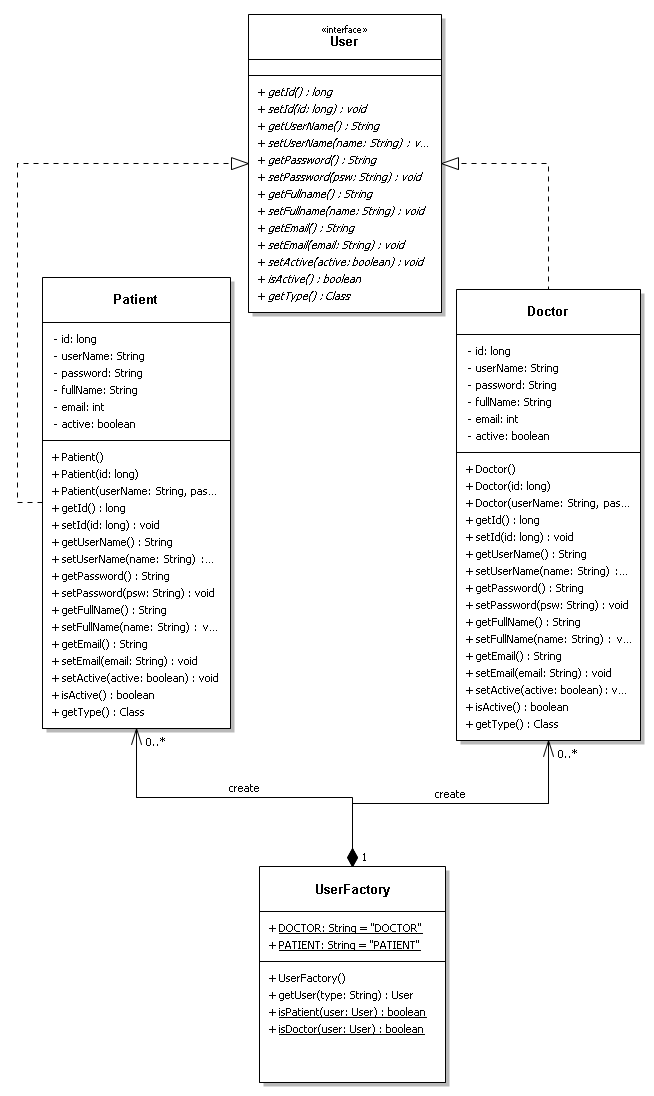 «interface»
User
+ getId() : long
+ setId(id: long) : void
+ getUserName() : String
+ setUserName(name: String) : v...
+ getPassword() : String
+ setPassword(psw: String) : void
+ getFullname() : String
+ setFullname(name: String) : void
+ getEmail() : String
+ setEmail(email: String) : void
+ setActive(active: boolean) : void
+ isActive() : boolean
+ getType() : Class
Patient
- id: long
- userName: String
- password: String
- fullName: String
- email: int
- active: boolean
+ Patient()
+ Patient(id: long)
+ Patient(userName: String, pas...
+ getId() : long
+ setId(id: long) : void
+ getUserName() : String
+ setUserName(name: String) :...
+ getPassword() : String
+ setPassword(psw: String) : void
+ getFullName() : String
+ setFullName(name: String) : v...
+ getEmail() : String
+ setEmail(email: String) : void
+ setActive(active: boolean) : void
+ isActive() : boolean
+ getType() : Class
Doctor
- id: long
- userName: String
- password: String
- fullName: String
- email: int
- active: boolean
+ Doctor()
+ Doctor(id: long)
+ Doctor(userName: String, pas...
+ getId() : long
+ setId(id: long) : void
+ getUserName() : String
+ setUserName(name: String) :...
+ getPassword() : String
+ setPassword(psw: String) : void
+ getFullName() : String
+ setFullName(name: String) : v...
+ getEmail() : String
+ setEmail(email: String) : void
+ setActive(active: boolean) : v...
+ isActive() : boolean
+ getType() : Class
0..*
0..*
create
create
1
UserFactory
+ DOCTOR: String = "DOCTOR"
+ PATIENT: String = "PATIENT"
+ UserFactory()
+ getUser(type: String) : User
+ isPatient(user: User) : boolean
+ isDoctor(user: User) : boolean